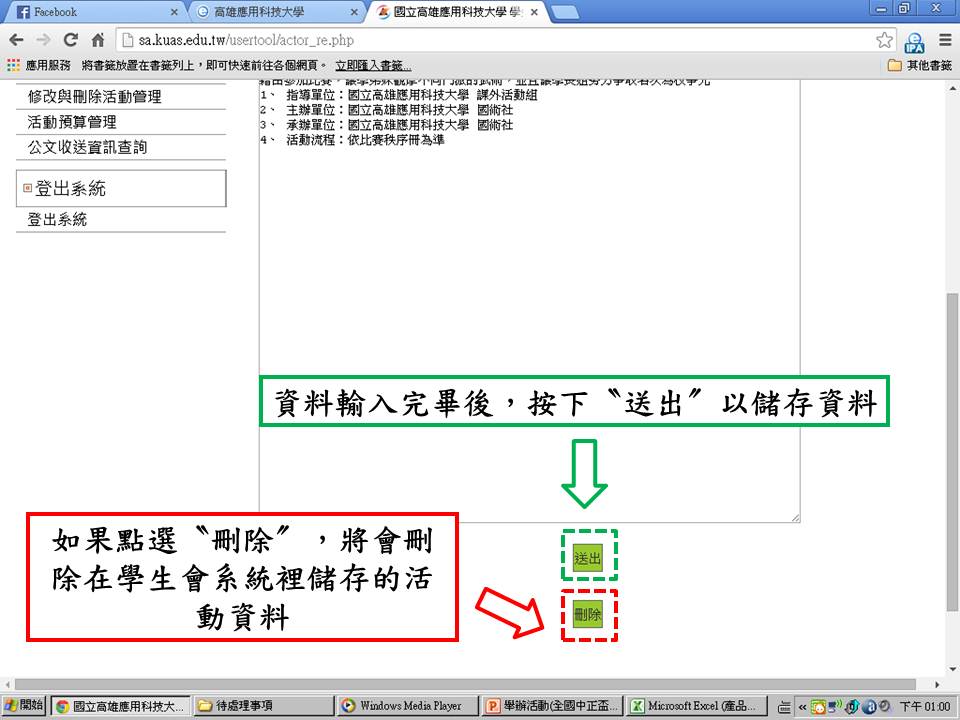 Facebook
高雄應用科技大學
國立高雄應用科技大學 學
sa.kuas.edu.tw/usertool/actor_re.php
應用服務 將書籤放置在書籤列上，即可快速前往各個網頁。 立即匯入書籤...
其他書籤
修改與刪除活動管理
活動預算管理
公文收送資訊查詢
登出系統
登出系統
1、 指導單位：國立高雄應用科技大學 課外活動組
2、 主辦單位：國立高雄應用科技大學 國術社
3、 承辦單位：國立高雄應用科技大學 國術社
4、 活動流程：依比賽秩序冊為準
資料輸入完畢後，按下〝送出〞以儲存資料
如果點選〝刪除〞，將會刪
除在學生會系統裡儲存的活
動資料
送出
刪除
開始
國立高雄應用科技大...
待處理事項
Windows Media Player
舉辦活動(全國中正盃...
Microsoft Excel (產品...
下午 01:00